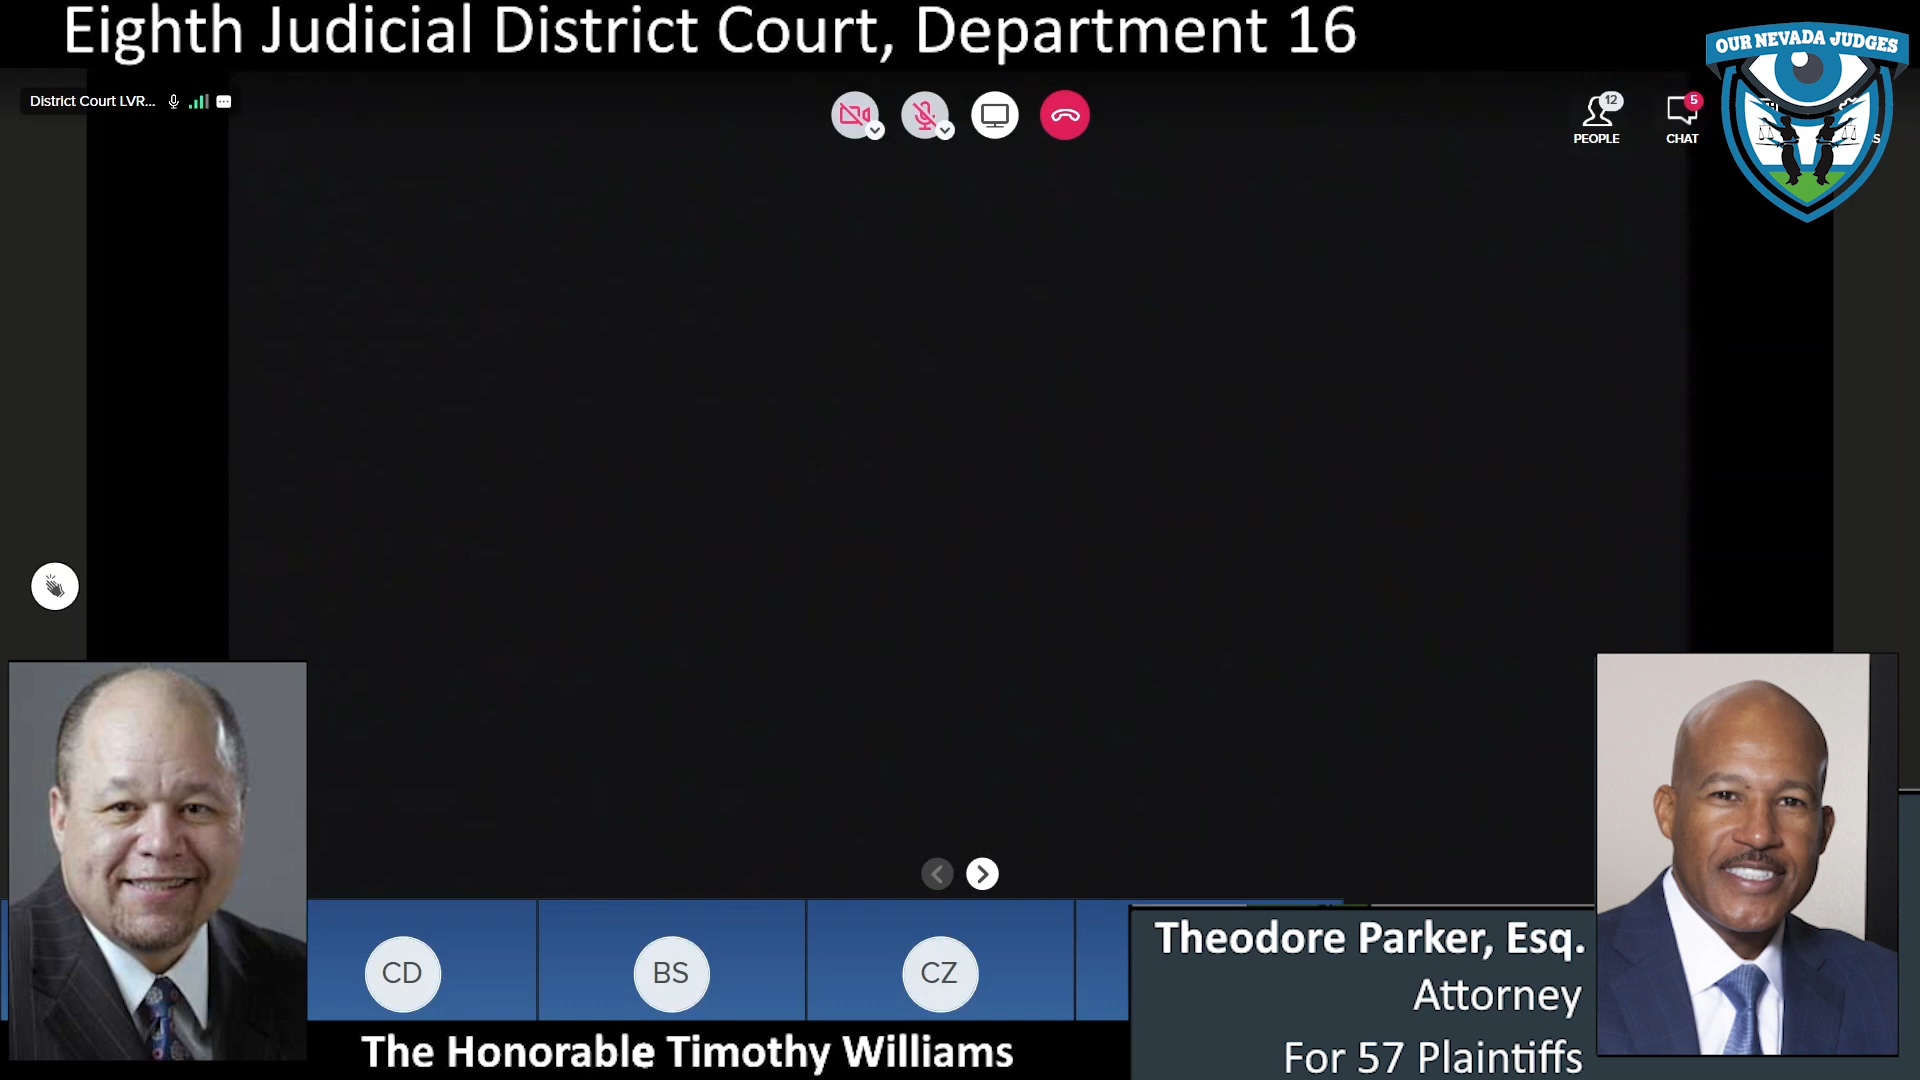 Eighth Judicial District Court, Department 16
OUR NEVADA JUDGES
District Court LVR...
12
5
PEOPLE
CHAT
S
CD
BS
CZ
Theodore Parker, Esq.
Attorney
For 57 Plaintiffs
The Honorable Timothy Williams